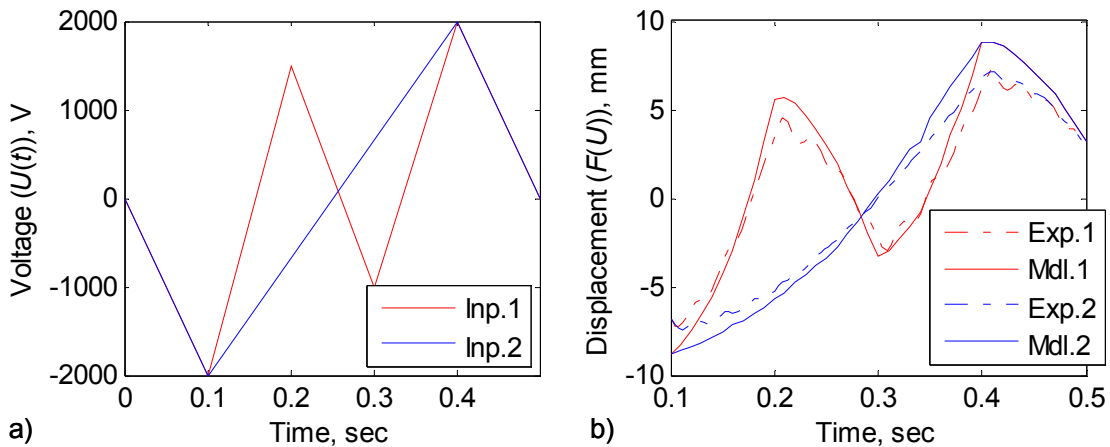 2000
1000
0
-1000
-2000
Voltage (U(t)), V
0
0.1
0.2
0.3
0.4
Time, sec
Inp.1
Inp.2
a)
10
5
0
-5
-10
Displacement (F(U)), mm
0.1
0.2
0.3
0.4
0.5
Time, sec
Exp.1
Mdl.1
Exp.2
Mdl.2
b)